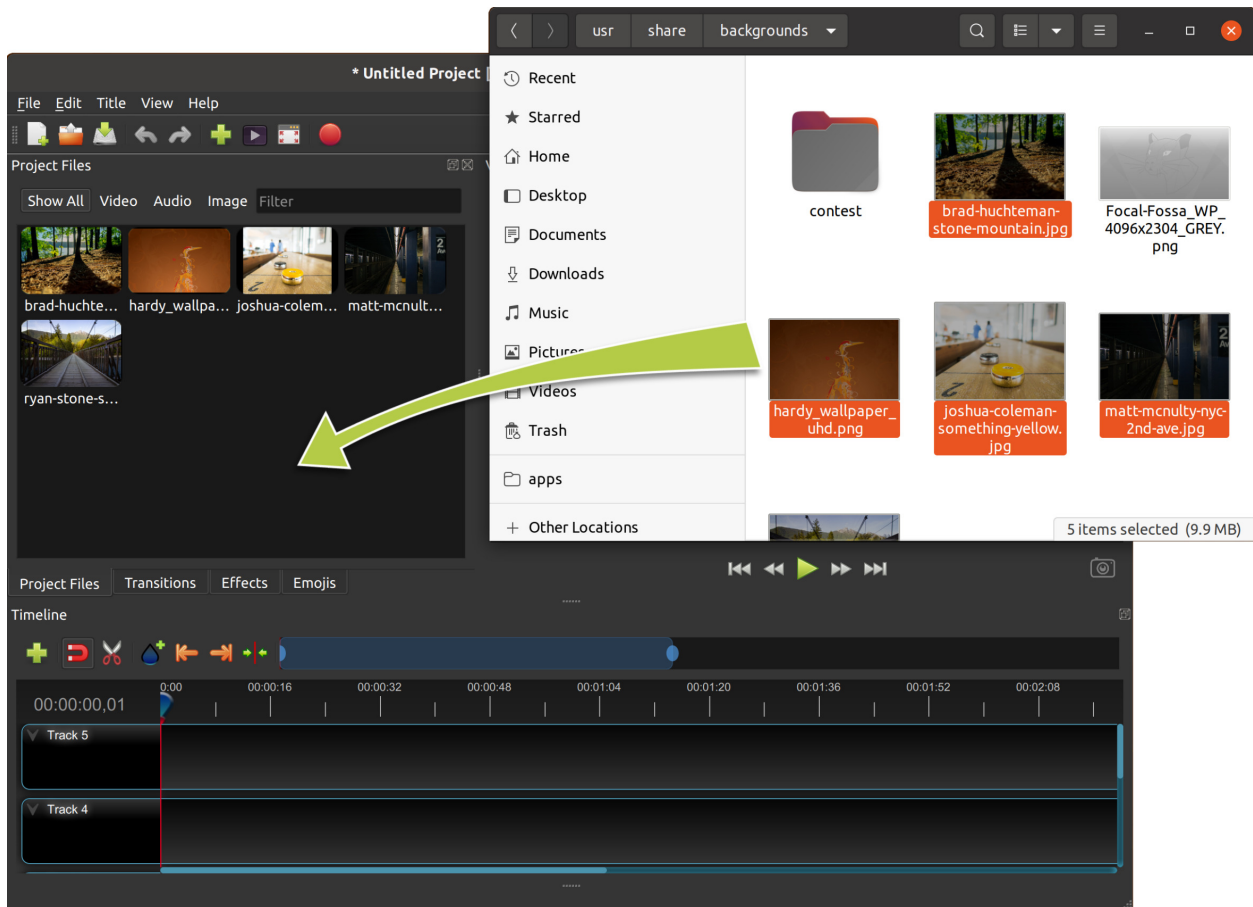 usr share backgrounds
* Untitled Project [
File Edit Title View Help
Project Files
Show All Video Audio Image Filter
brad-huchte... hardy_wallpa... joshua-colem... matt-mcnult...
ryan-stone-s...
Recent
Starred
Home
Desktop
Documents
Downloads
Music
Pictures
Videos
Trash
apps
Other Locations
contest
brad-huchteman-
stone-mountain.jpg
Focal-Fossa_WP_
4096x2304_GREY.
png
hardy_wallpaper_
uhd.png
joshua-coleman-
something-yellow.
jpg
matt-mcnulty-nyc-
2nd-ave.jpg
5 items selected (9.9 MB)
Project Files Transitions Effects Emojis
Timeline
00:00:00,01
0:00 00:00:16 00:00:32 00:00:48 00:01:04 00:01:20 00:01:36 00:01:52 00:02:08
Track 5
Track 4